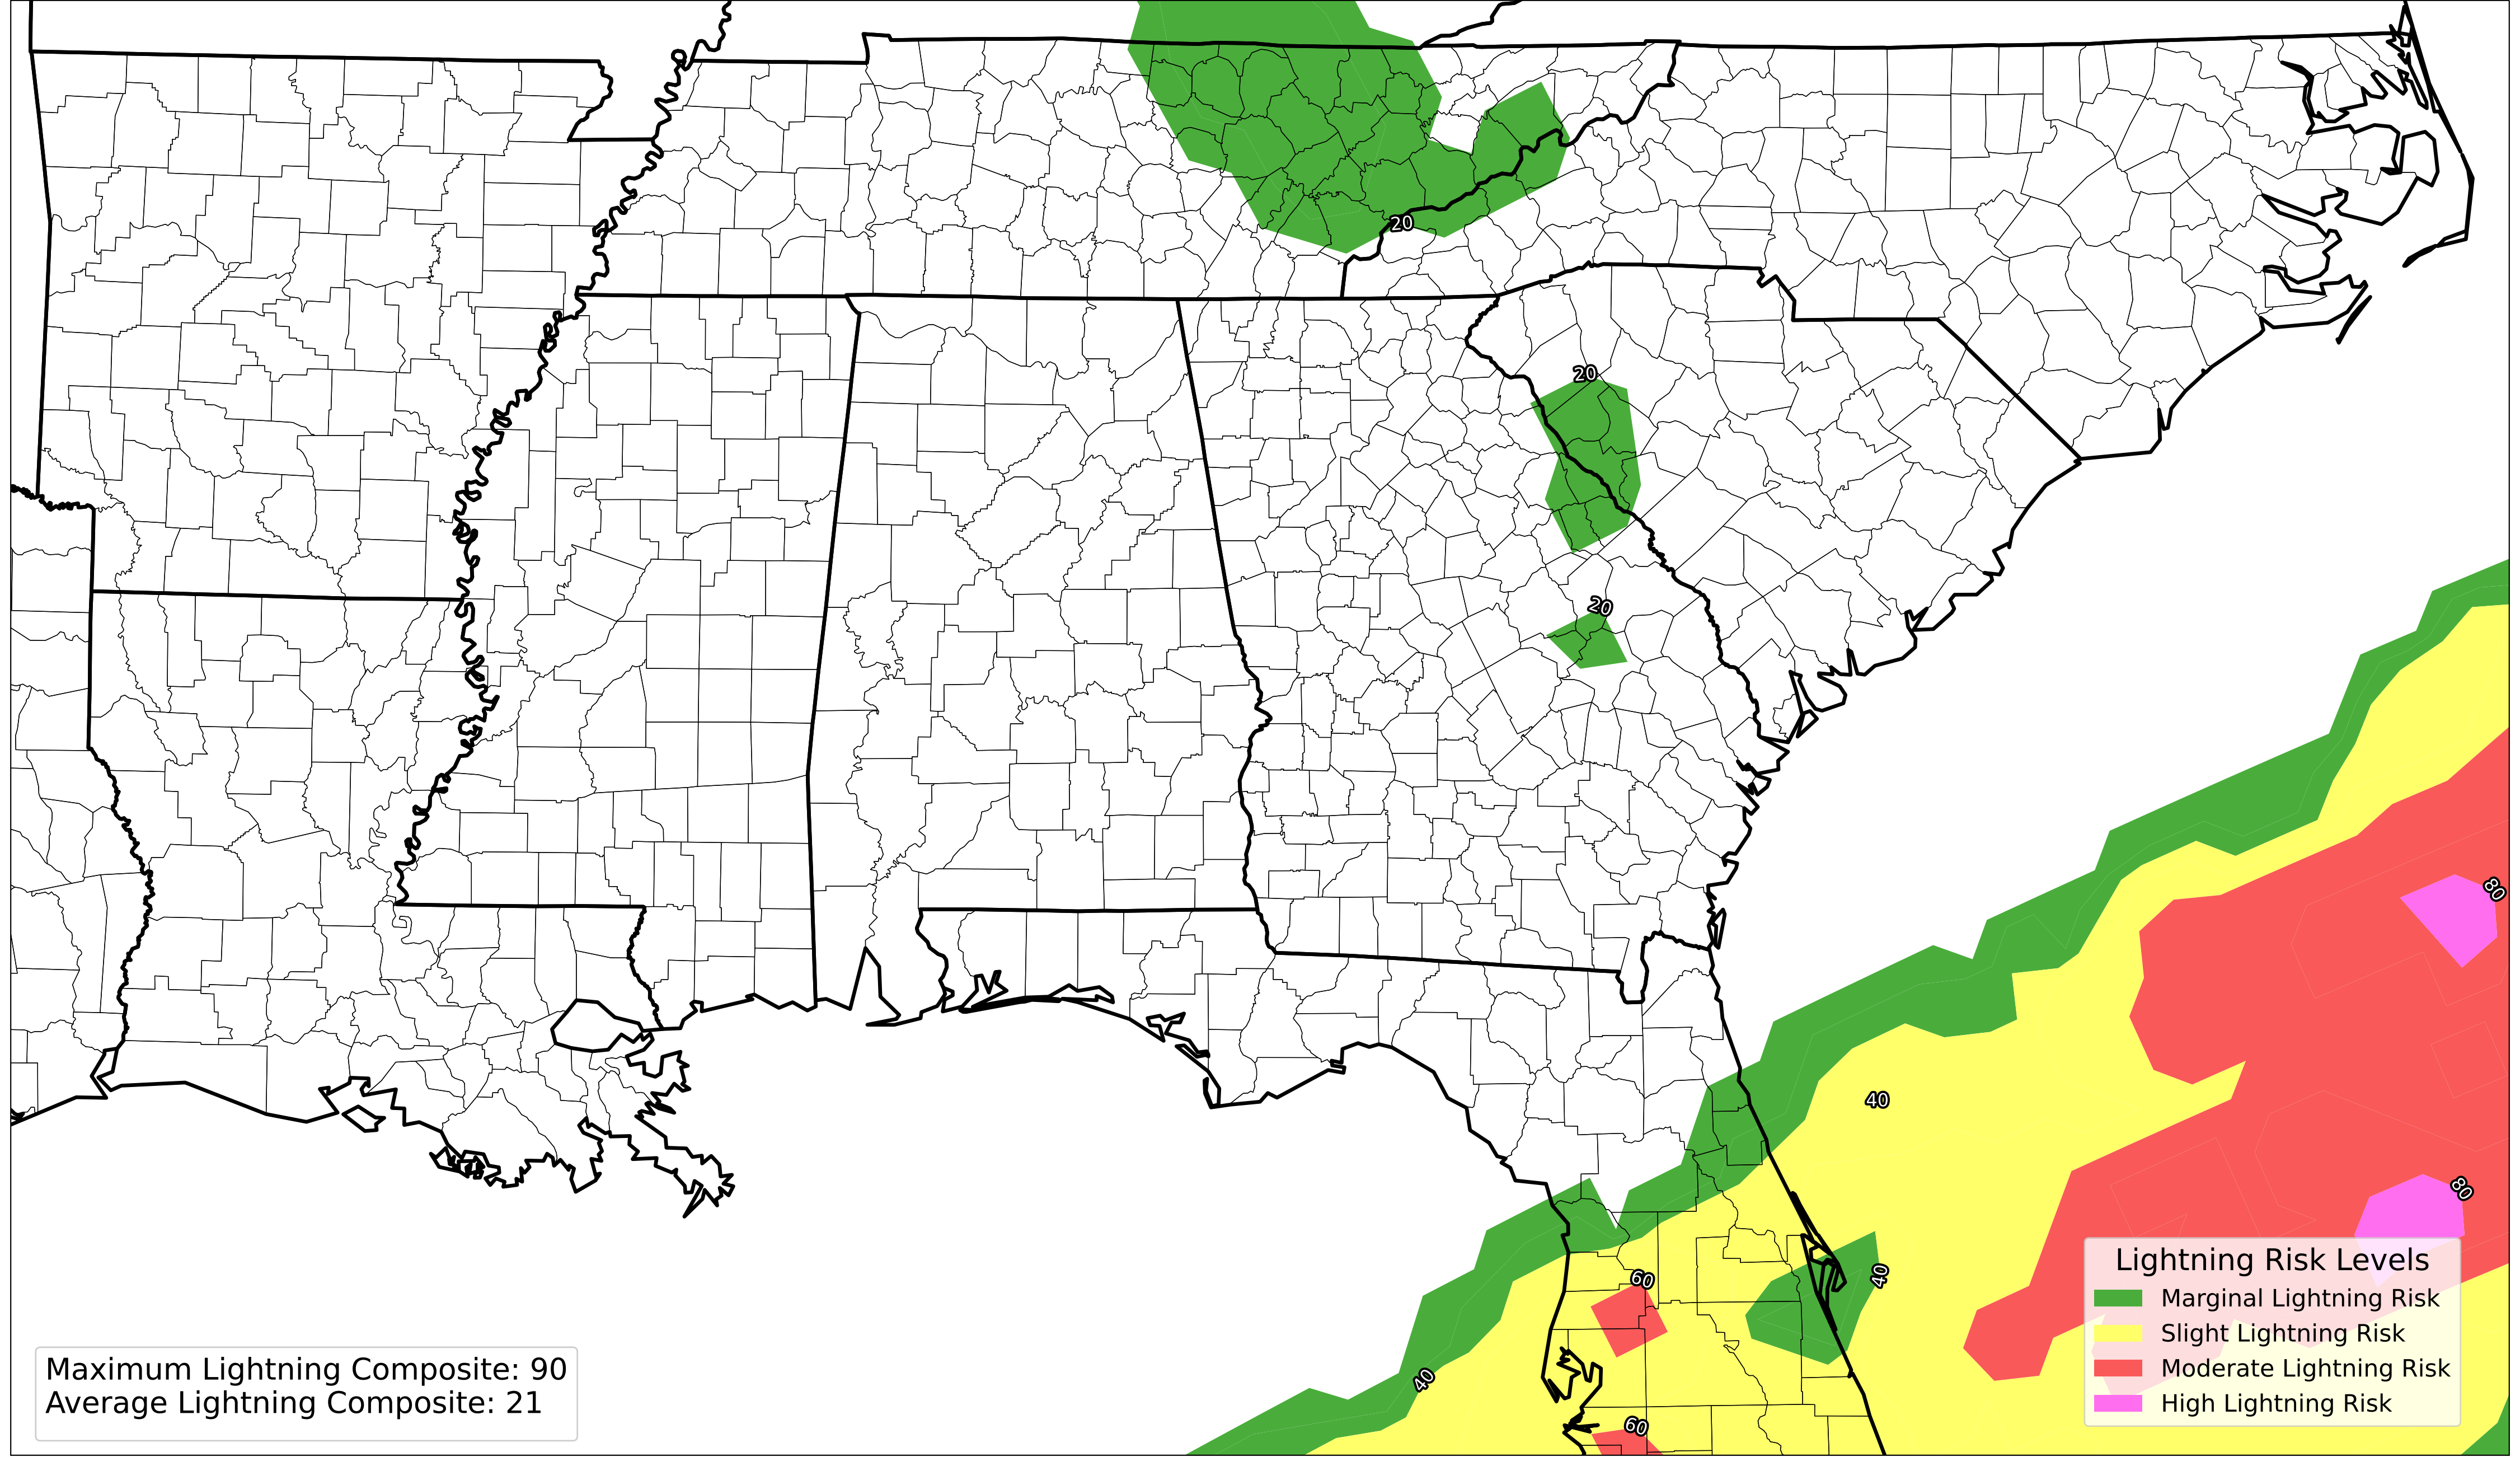 20
20
20
80
40
80
60
40
40
60
Lightning Risk Levels
Marginal Lightning Risk
Slight Lightning Risk
Moderate Lightning Risk
High Lightning Risk
Maximum Lightning Composite: 90
Average Lightning Composite: 21